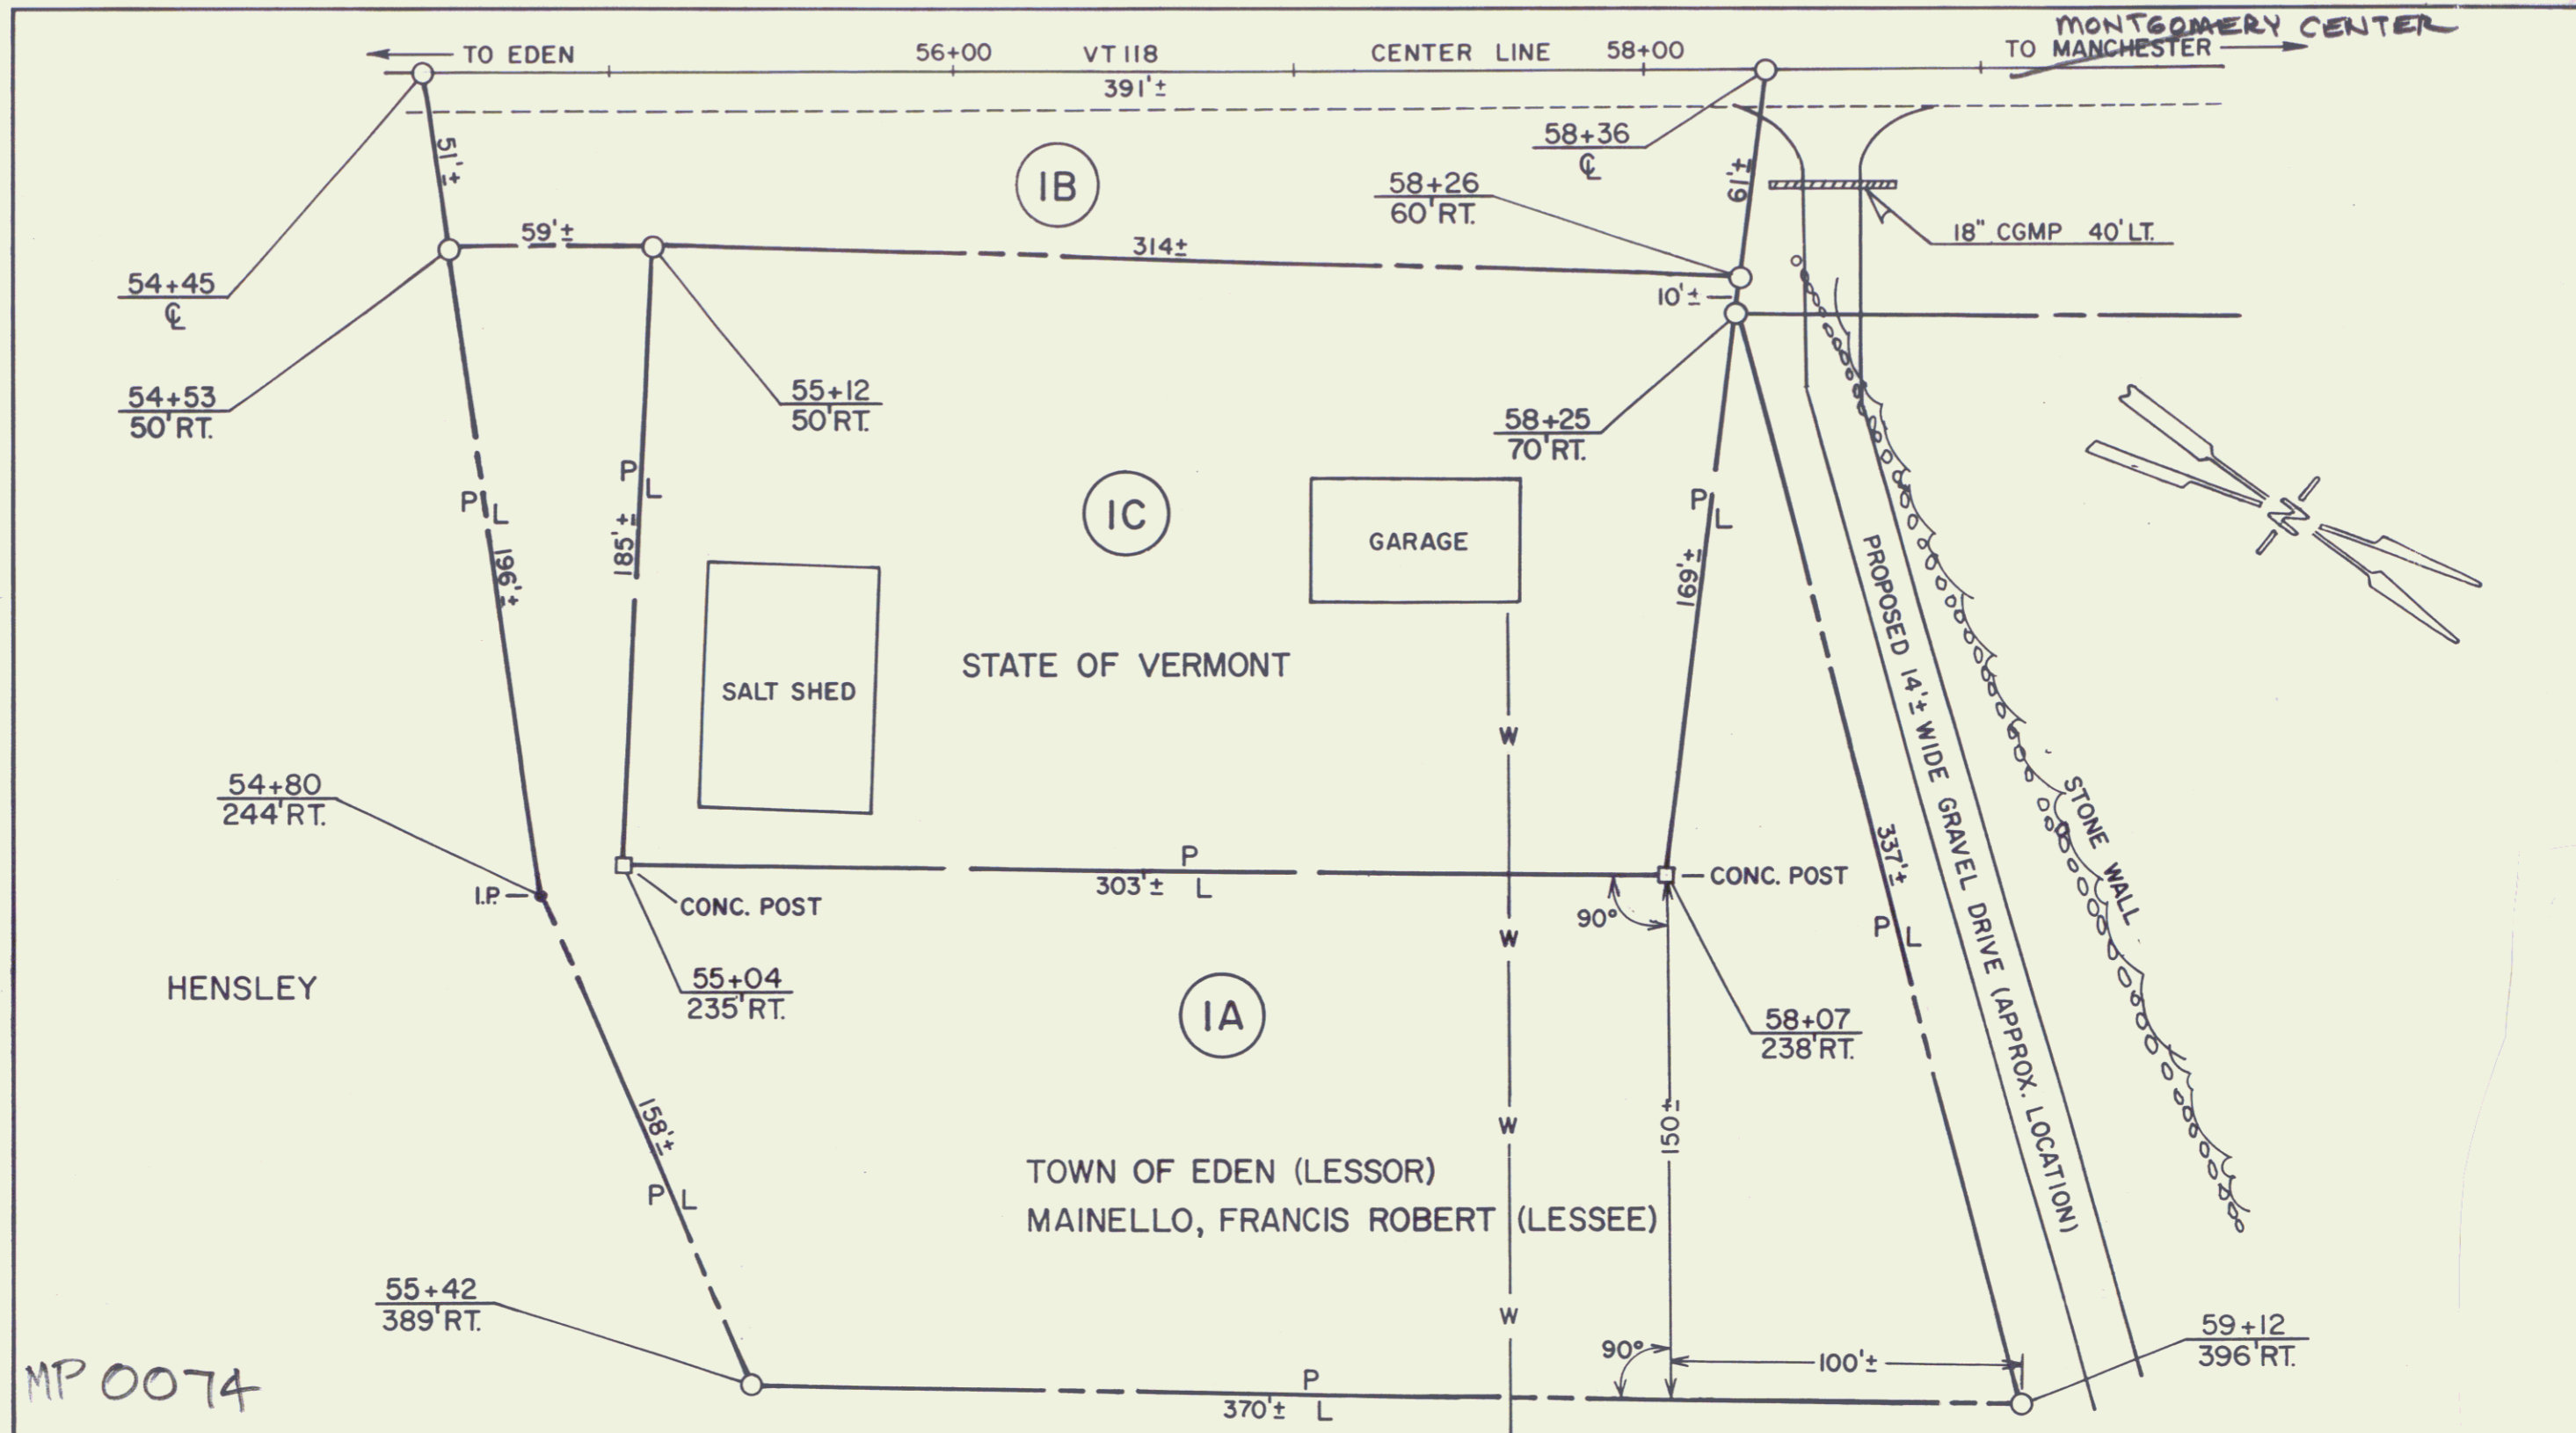 MONTGOMERY CENTER
TO EDEN 56+00 VT 118 CENTER LINE 58+00 TO MANCHESTER
391'±
51'±
1B
58+36
℄
61'±
58+26
60' RT.
18" CGMP 40' LT.
59'±
314±
10'±
54+45
℄
54+53
50' RT.
55+12
50' RT.
58+25
70' RT.
P L
196'±
P L
185'±
1C
GARAGE
P L
169'±
N
STATE OF VERMONT
SALT SHED
W
PROPOSED 14'± WIDE GRAVEL DRIVE (APPROX. LOCATION)
STONE WALL
54+80
244' RT.
I.P.
P
303'± L
CONC. POST
CONC. POST
337'±
P L
90°
W
HENSLEY
55+04
235' RT.
1A
58+07
238' RT.
158'±
P L
150±
W
TOWN OF EDEN (LESSOR)
MAINELLO, FRANCIS ROBERT (LESSEE)
55+42
389' RT.
W
90°
100'±
59+12
396' RT.
P
370'± L
MP 0074